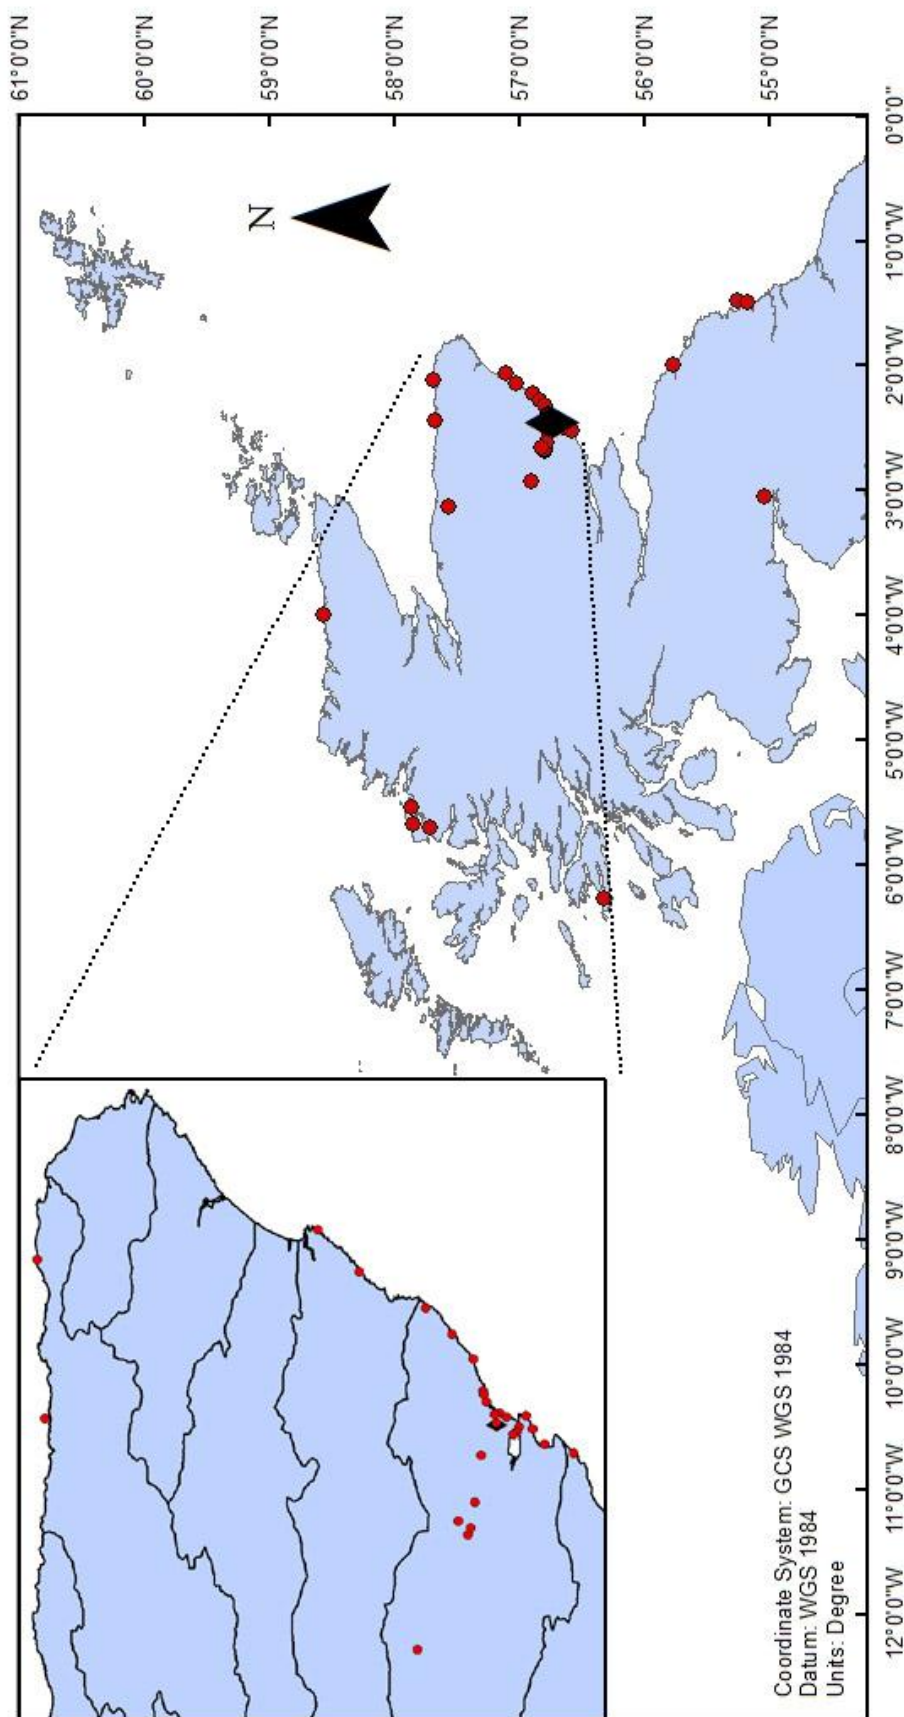 61°0'0"N
60°0'0"N
59°0'0"N
58°0'0"N
57°0'0"N
56°0'0"N
55°0'0"N
N
Coordinate System: GCS WGS 1984
Datum: WGS 1984
Units: Degree
12°0'0"W
11°0'0"W
10°0'0"W
9°0'0"W
8°0'0"W
7°0'0"W
6°0'0"W
5°0'0"W
4°0'0"W
3°0'0"W
2°0'0"W
1°0'0"W
0°0'0"